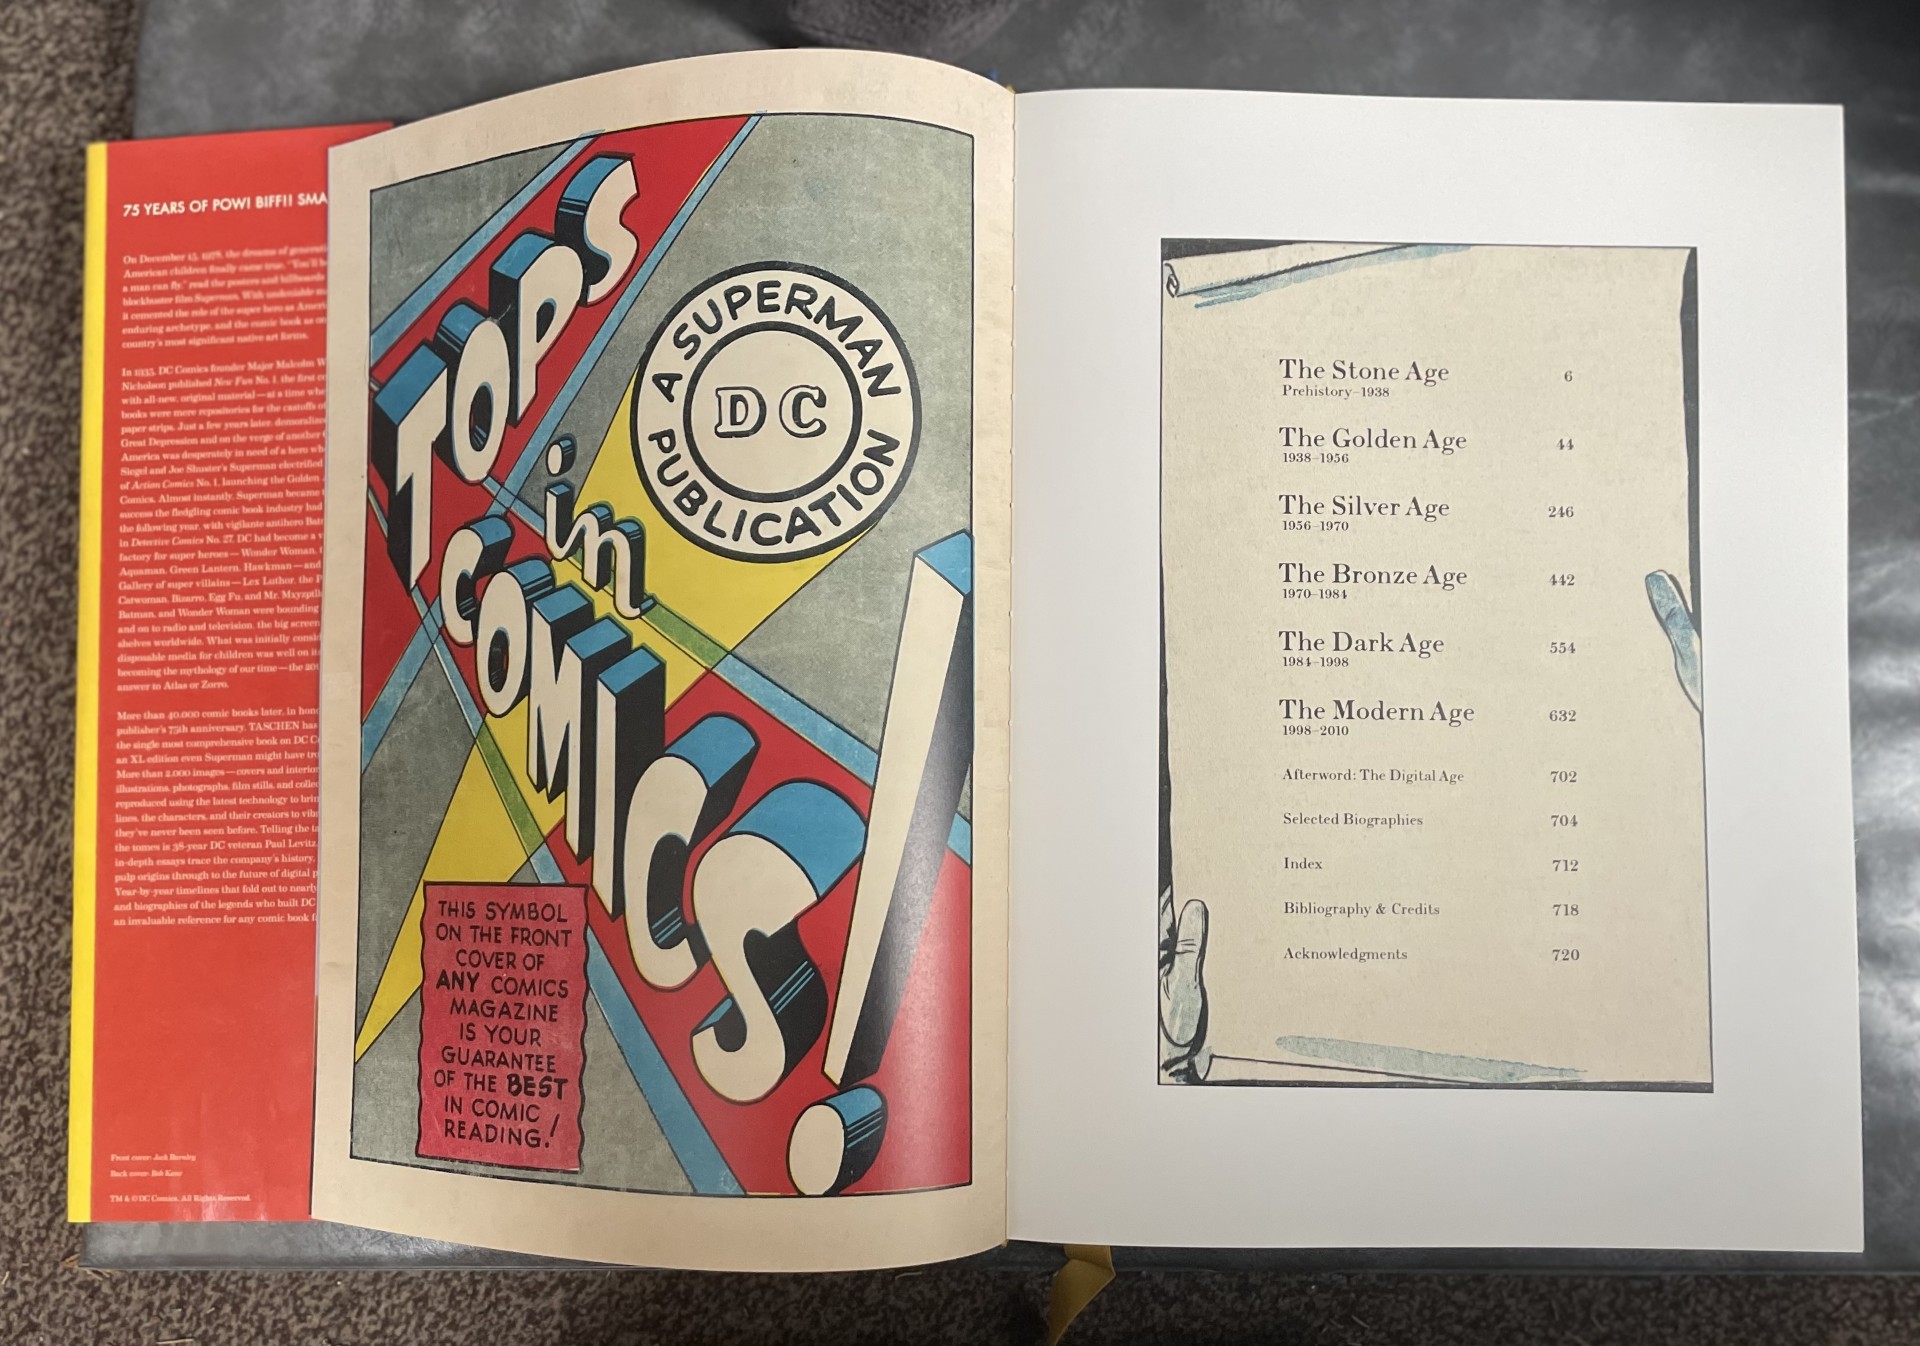 75 YEARS OF POW! BIFF!! SMA
On December 15, 1978, the dreams of generati
American children finally came true. "You'll b
a man can fly," read the posters and billboards
blockbuster film Superman. With undeniable
it cemented the role of the super hero as Ameri
enduring archetype, and the comic book as on
country's most significant native art forms.
In 1935, DC Comics founder Major Malcolm W
Nicholson published New Fun No. 1, the first co
with all-new, original material—at a time whe
books were mere repositories for the castoffs o
paper strips. Just a few years later, demoralize
Great Depression and on the verge of another
America was desperately in need of a hero wh
Siegel and Joe Shuster's Superman electrified
of Action Comics No. 1, launching the Golden
Comics. Almost instantly, Superman became
success the fledgling comic book industry had
the following year, with vigilante antihero Bat
in Detective Comics No. 27, DC had become a v
factory for super heroes—Wonder Woman,
Aquaman, Green Lantern, Hawkman—and
Gallery of super villains—Lex Luthor, the P
Catwoman, Bizarro, Egg Fu, and Mr. Mxyzptlk
Batman, and Wonder Woman were bounding
and on to radio and television, the big screen
shelves worldwide. What was initially consid
disposable media for children was well on it
becoming the mythology of our time—the 20t
answer to Atlas or Zorro.
More than 40,000 comic books later, in hono
publisher's 75th anniversary, TASCHEN has
the single most comprehensive book on DC C
an XL edition even Superman might have tro
More than 2,000 images—covers and interior
illustrations, photographs, film stills, and collec
reproduced using the latest technology to brin
lines, the characters, and their creators to vib
they've never been seen before. Telling the t
the tomes is 38-year DC veteran Paul Levitz,
in-depth essays trace the company's history,
pulp origins through to the future of digital p
Year-by-year timelines that fold out to nearly
and biographies of the legends who built DC
an invaluable reference for any comic book f
Front cover: Jack Burnley
Back cover: Bob Kane
TM & © DC Comics. All Rights Reserved.
TOPS
in
COMICS!
A SUPERMAN
DC
PUBLICATION
THIS SYMBOL
ON THE FRONT
COVER OF
ANY COMICS
MAGAZINE
IS YOUR
GUARANTEE
OF THE BEST
IN COMIC
READING!
The Stone Age 6
Prehistory–1938
The Golden Age 44
1938–1956
The Silver Age 246
1956–1970
The Bronze Age 442
1970–1984
The Dark Age 554
1984–1998
The Modern Age 632
1998–2010
Afterword: The Digital Age 702
Selected Biographies 704
Index 712
Bibliography & Credits 718
Acknowledgments 720